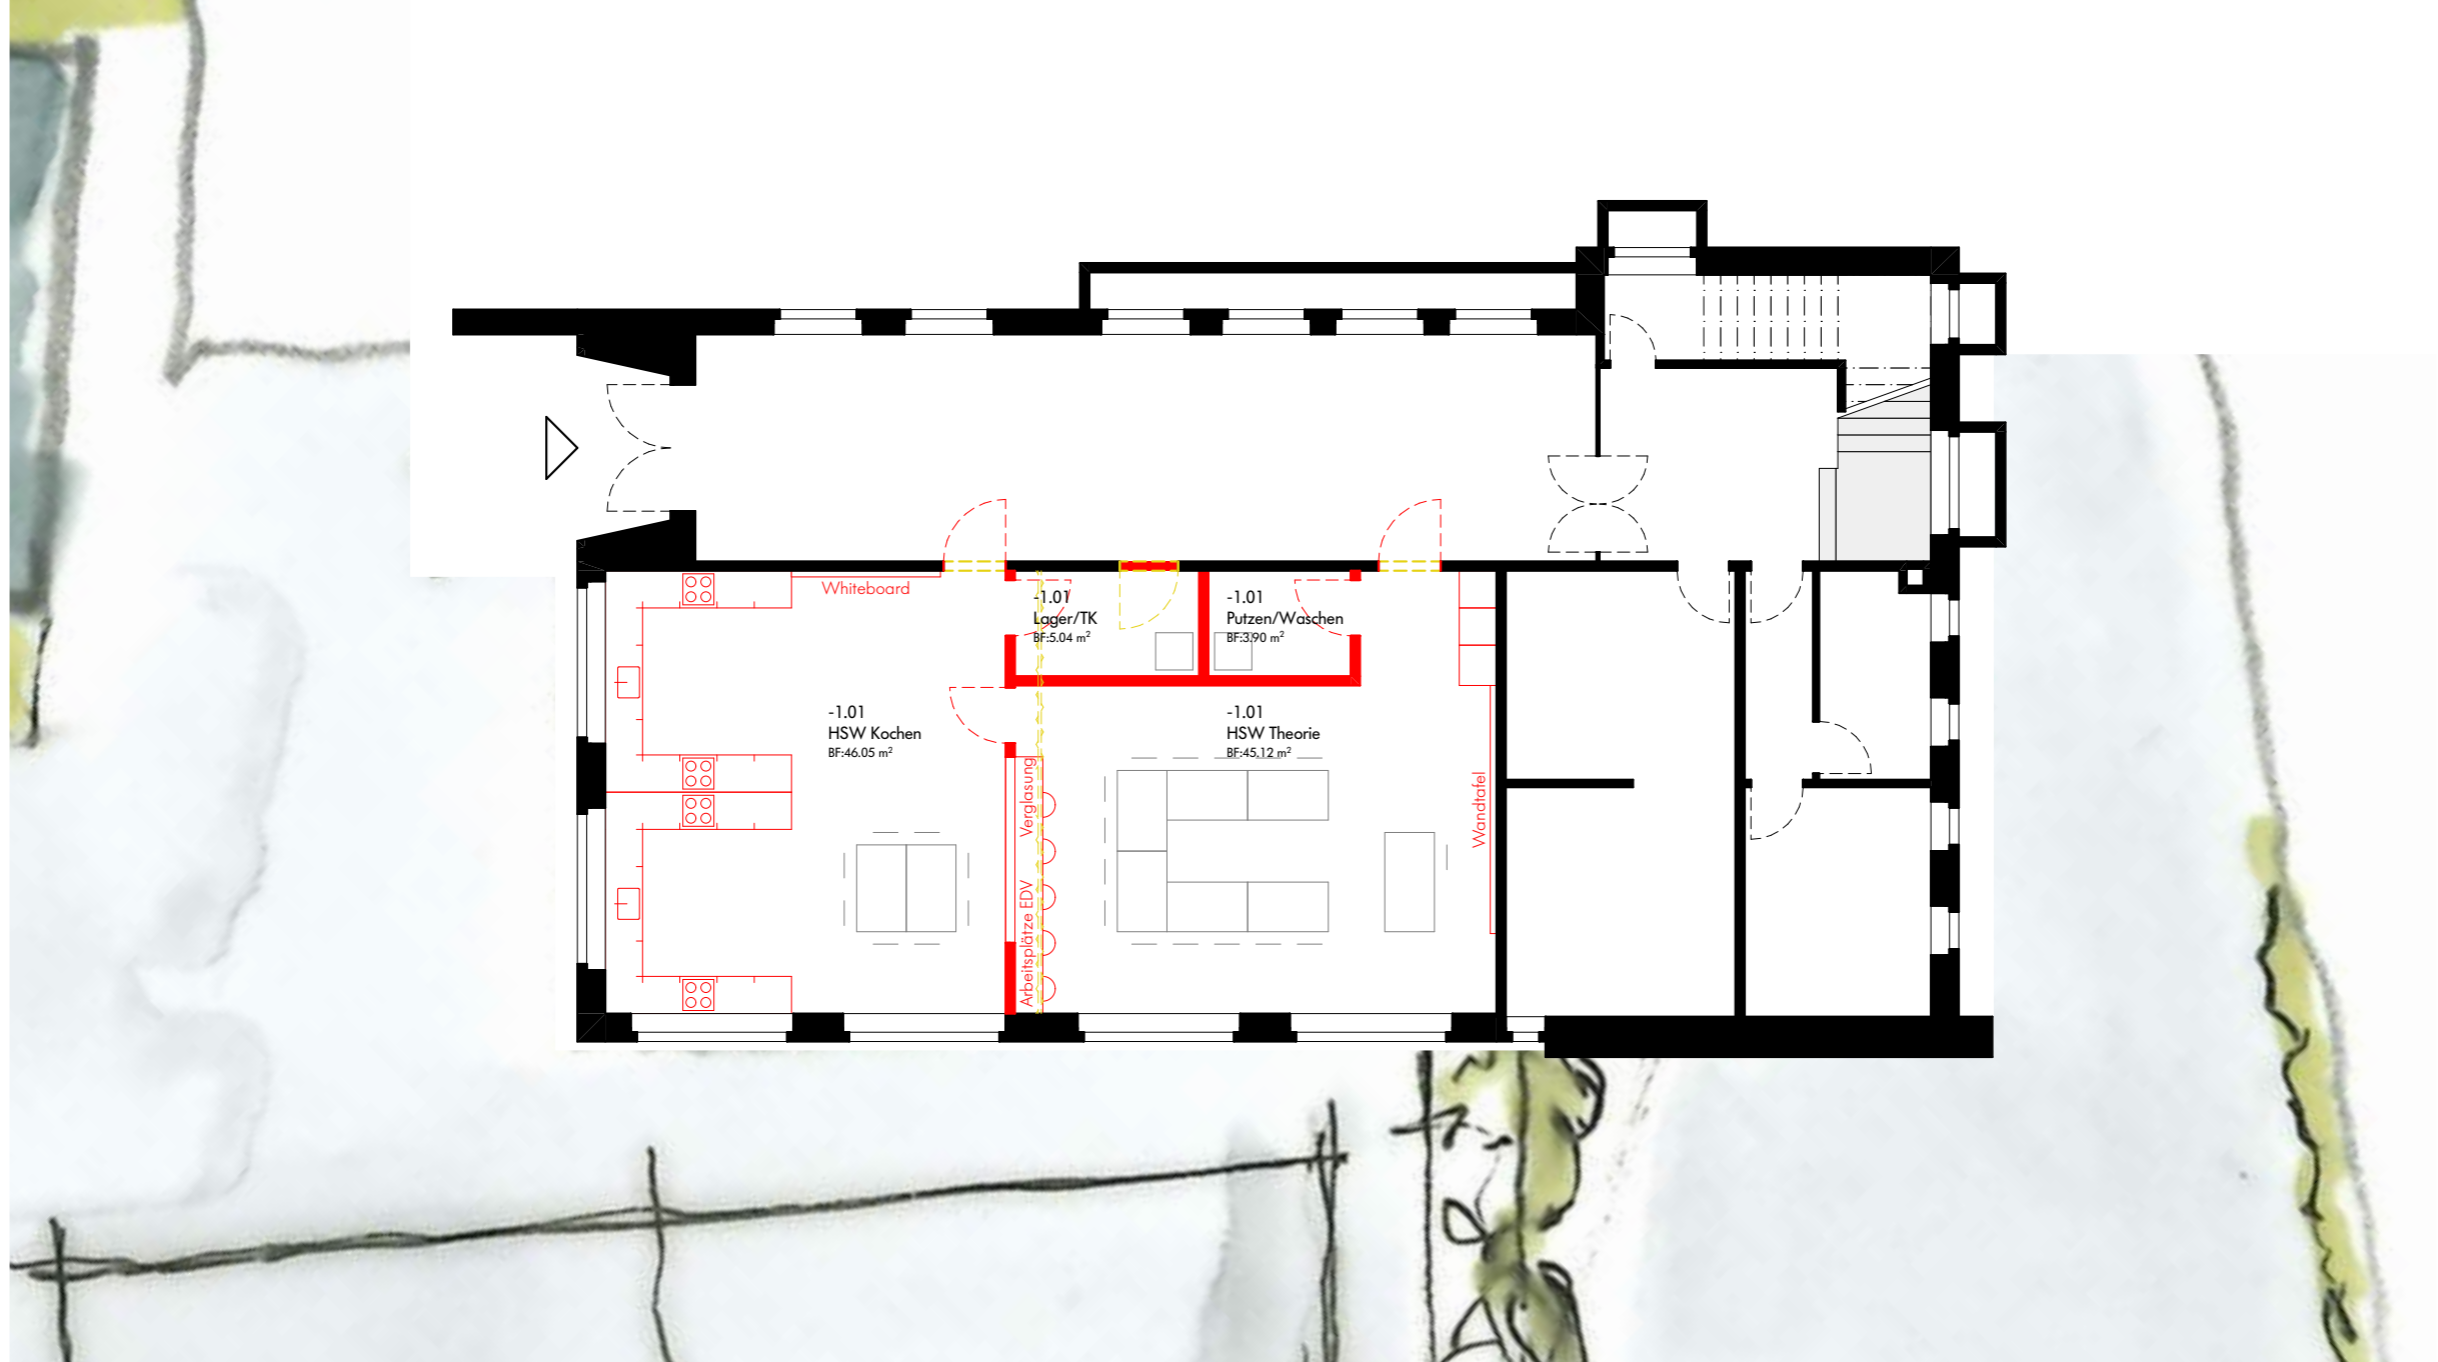 Whiteboard
-1.01
Lager/TK
BF:5.04 m²
-1.01
Putzen/Waschen
BF:3.90 m²
-1.01
HSW Kochen
BF:46.05 m²
-1.01
HSW Theorie
BF:45.12 m²
Verglasung
Arbeitsplätze EDV
Wandtafel